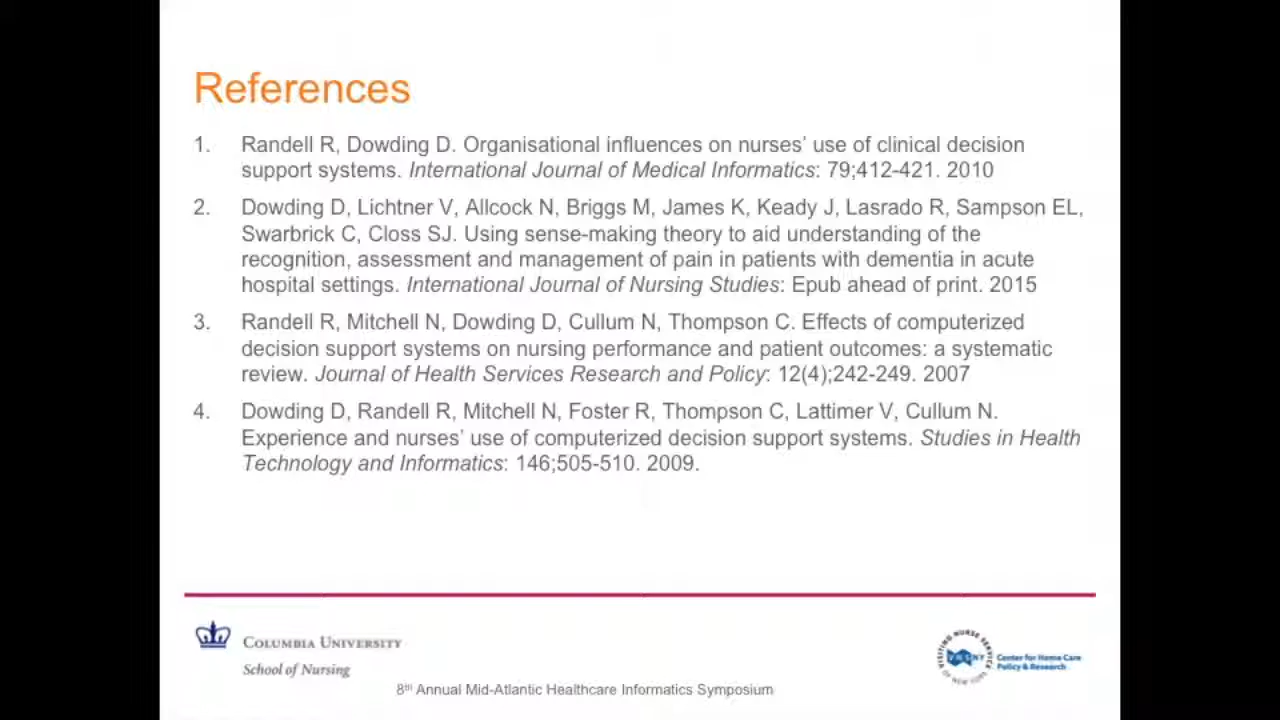 References
1. Randell R, Dowding D. Organisational influences on nurses’ use of clinical decision
support systems. International Journal of Medical Informatics: 79;412-421. 2010
2. Dowding D, Lichtner V, Allcock N, Briggs M, James K, Keady J, Lasrado R, Sampson EL,
Swarbrick C, Closs SJ. Using sense-making theory to aid understanding of the
recognition, assessment and management of pain in patients with dementia in acute
hospital settings. International Journal of Nursing Studies: Epub ahead of print. 2015
3. Randell R, Mitchell N, Dowding D, Cullum N, Thompson C. Effects of computerized
decision support systems on nursing performance and patient outcomes: a systematic
review. Journal of Health Services Research and Policy: 12(4);242-249. 2007
4. Dowding D, Randell R, Mitchell N, Foster R, Thompson C, Lattimer V, Cullum N.
Experience and nurses’ use of computerized decision support systems. Studies in Health
Technology and Informatics: 146;505-510. 2009.
COLUMBIA UNIVERSITY
School of Nursing
VISITING NURSE SERVICE
OF NEW YORK
VNSNY
Center for Home Care
Policy & Research
8th Annual Mid-Atlantic Healthcare Informatics Symposium